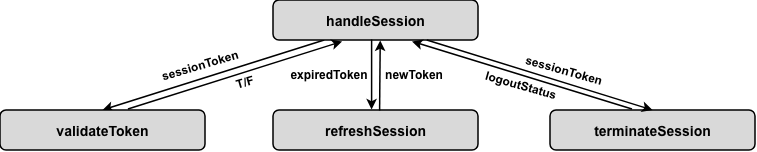 handleSession
sessionToken
T/F
expiredToken
newToken
sessionToken
logoutStatus
validateToken
refreshSession
terminateSession